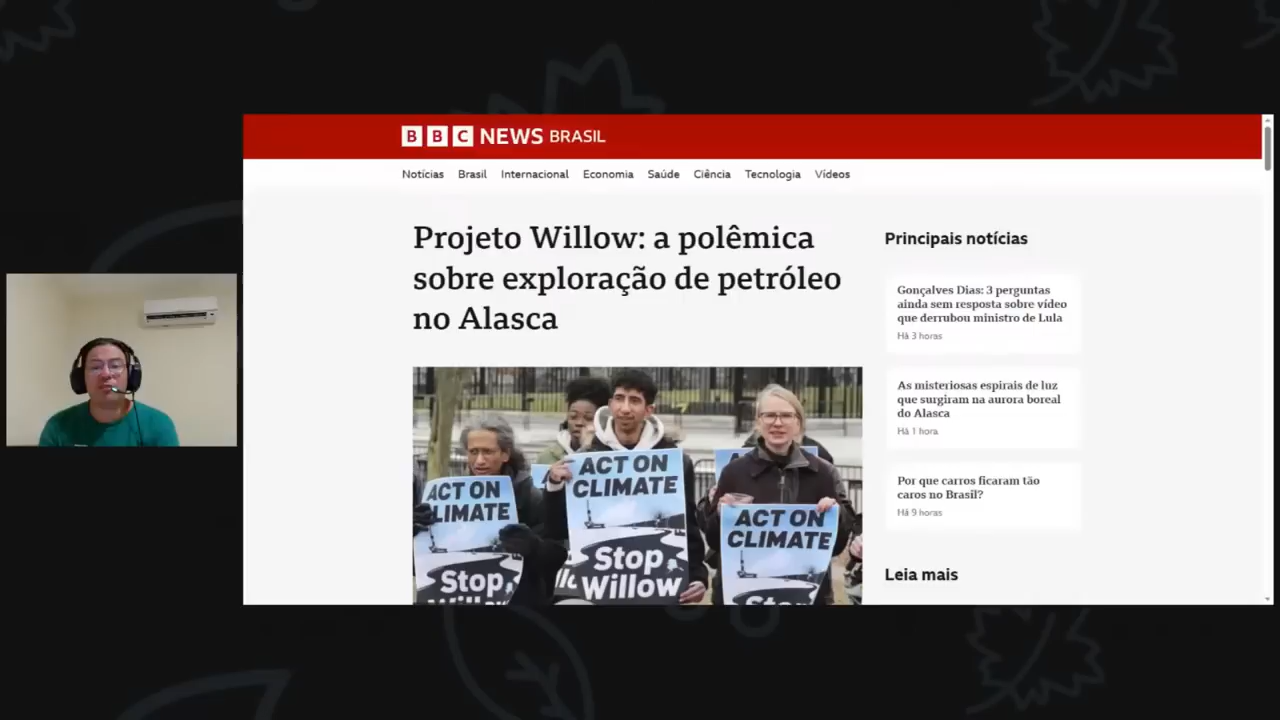 BBC NEWS BRASIL
Notícias Brasil Internacional Economia Saúde Ciência Tecnologia Vídeos
Projeto Willow: a polêmica
sobre exploração de petróleo
no Alasca
ACT ON
CLIMATE
Stop
ACT ON
CLIMATE
Stop
Willow
ACT ON
CLIMATE
Principais notícias
Gonçalves Dias: 3 perguntas
ainda sem resposta sobre vídeo
que derrubou ministro de Lula
Há 3 horas
As misteriosas espirais de luz
que surgiram na aurora boreal
do Alasca
Há 1 hora
Por que carros ficaram tão
caros no Brasil?
Há 9 horas
Leia mais